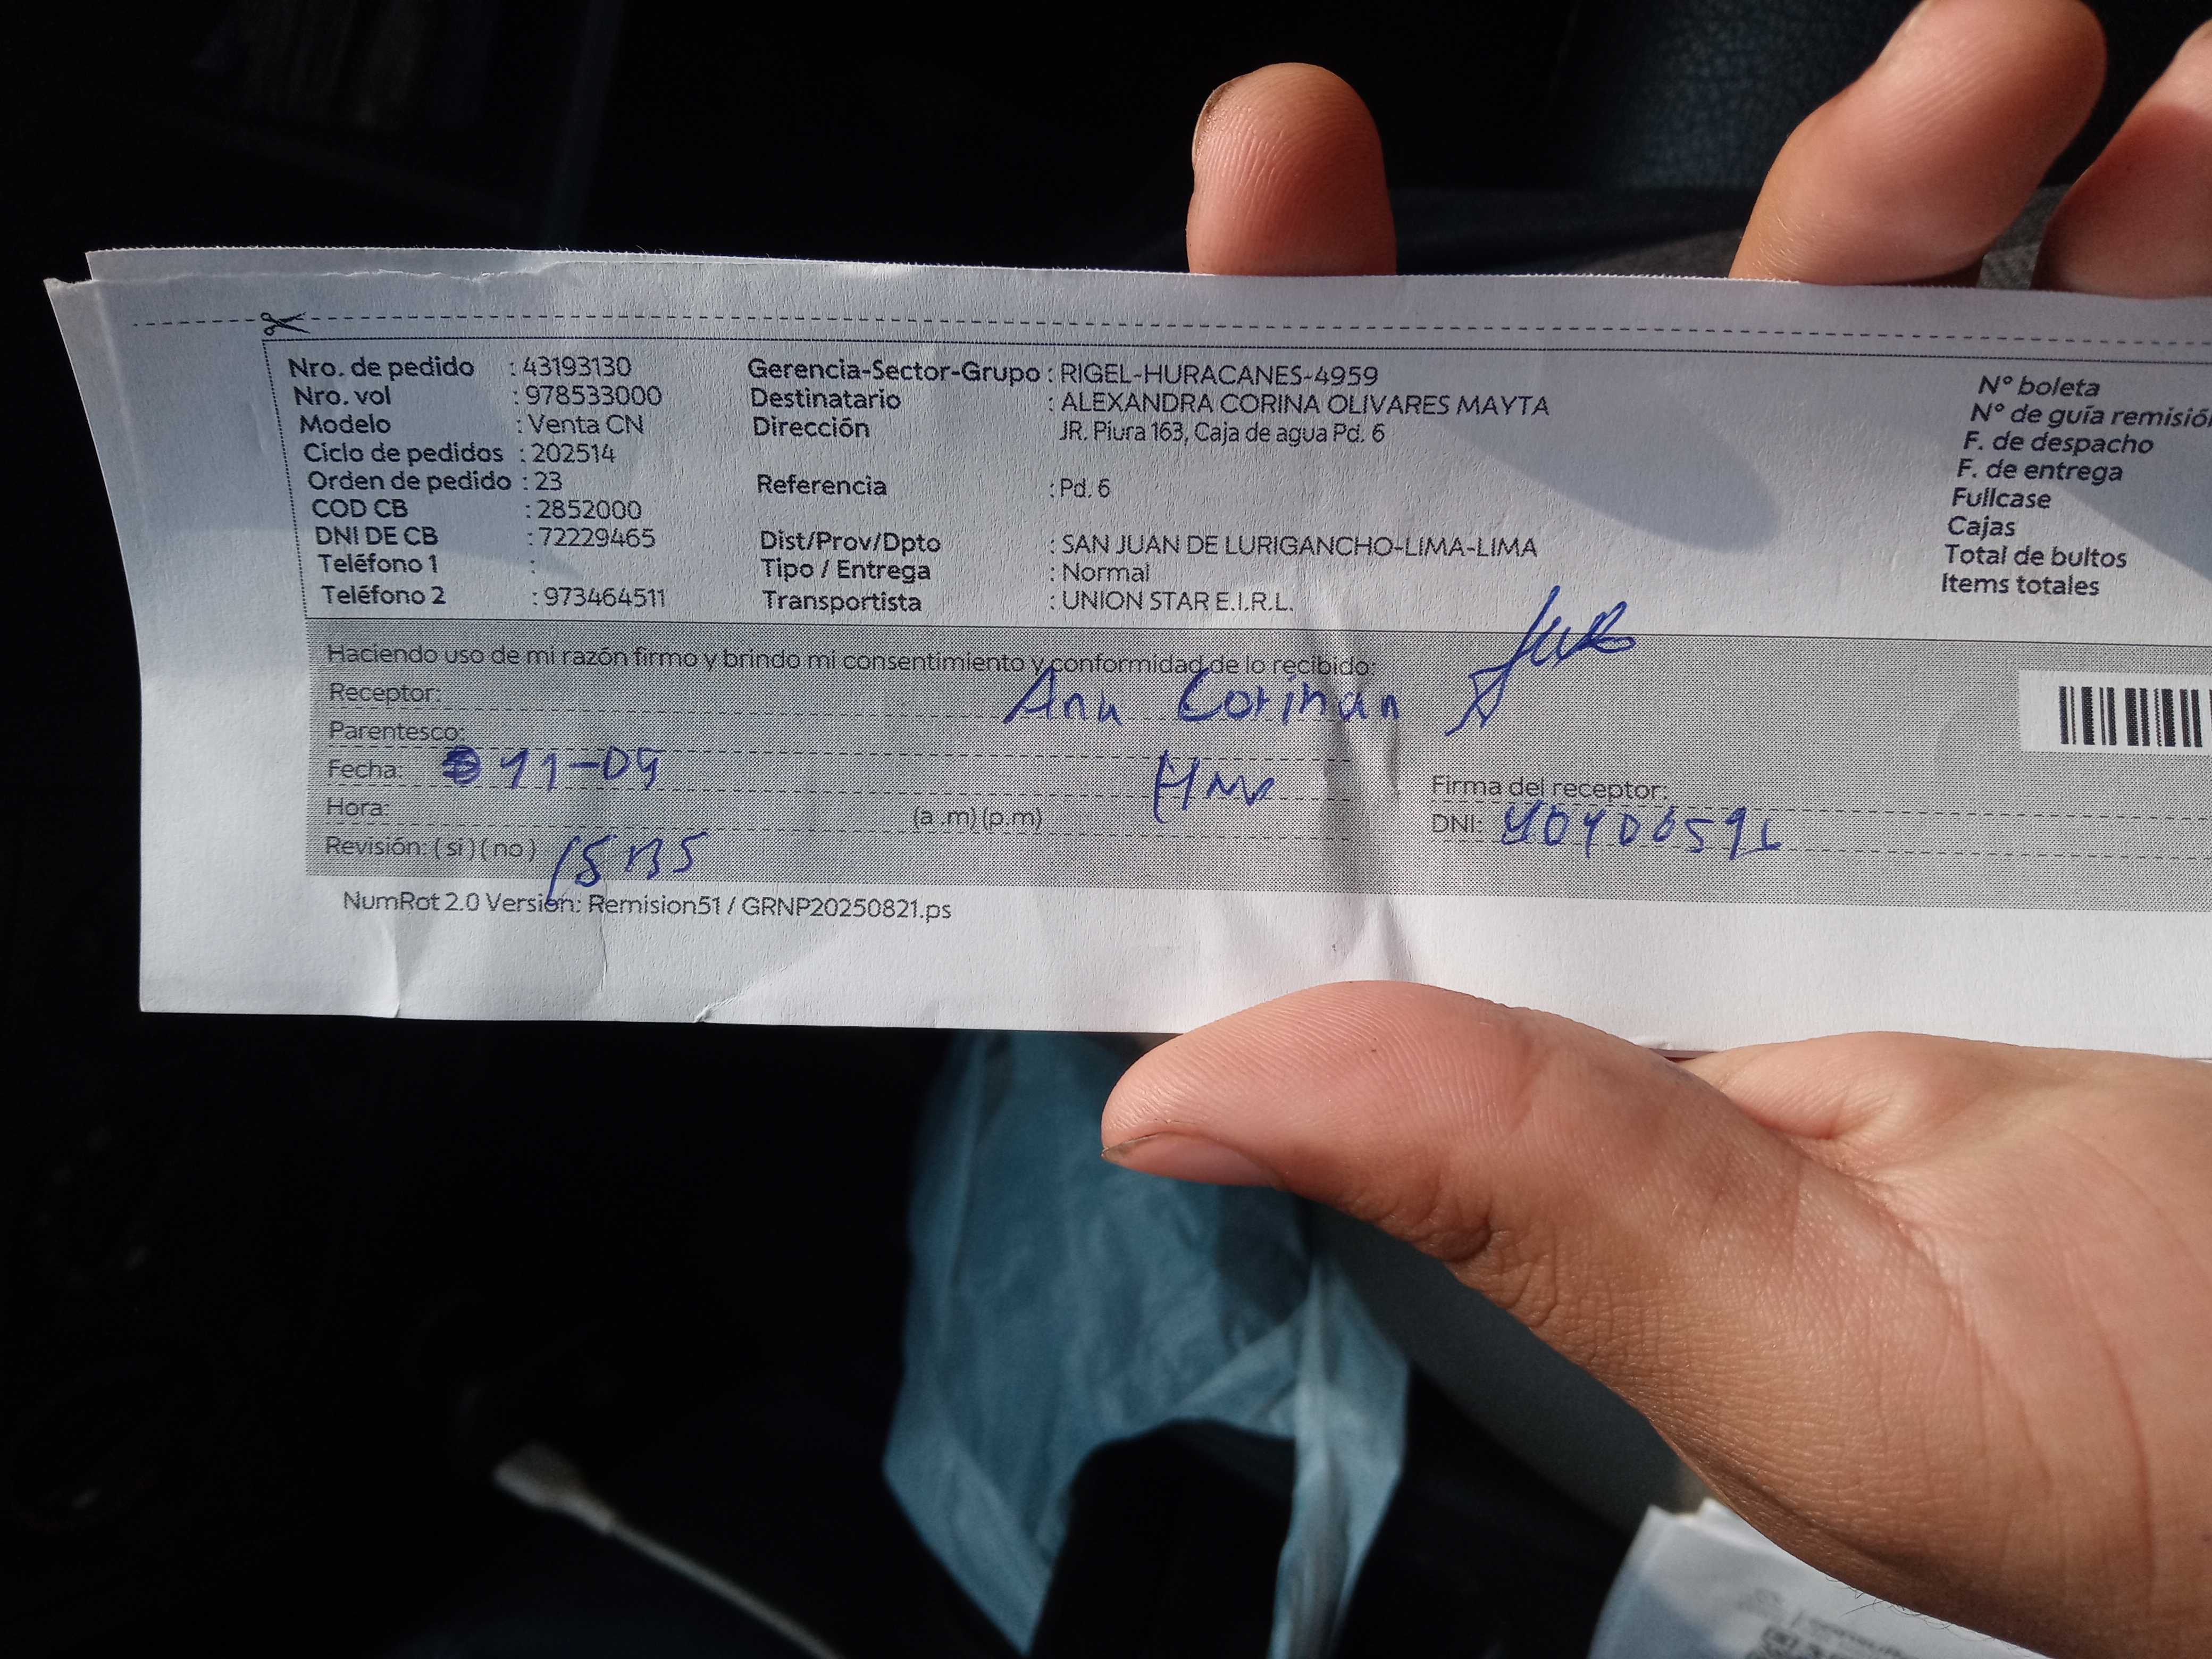 Nro. de pedido : 43193130
Nro. vol : 978533000
Modelo : Venta CN
Ciclo de pedidos : 202514
Orden de pedido : 23
COD CB : 2852000
DNI DE CB : 72229465
Teléfono 1 :
Teléfono 2 : 973464511
Gerencia-Sector-Grupo : RIGEL-HURACANES-4959
Destinatario : ALEXANDRA CORINA OLIVARES MAYTA
Dirección JR. Piura 163, Caja de agua Pd. 6
Referencia : Pd. 6
Dist/Prov/Dpto : SAN JUAN DE LURIGANCHO-LIMA-LIMA
Tipo / Entrega : Normal
Transportista : UNION STAR E.I.R.L.
N° boleta
N° de guía remisión
F. de despacho
F. de entrega
Fullcase
Cajas
Total de bultos
Items totales
Haciendo uso de mi razón firmo y brindo mi consentimiento y conformidad de lo recibido:
Receptor:
Parentesco:
Fecha: 11-09
Hora: (a .m) (p.m)
Revisión: ( si ) ( no )
Firma del receptor:
DNI:
NumRot 2.0 Versión: Remision51 / GRNP20250821.ps